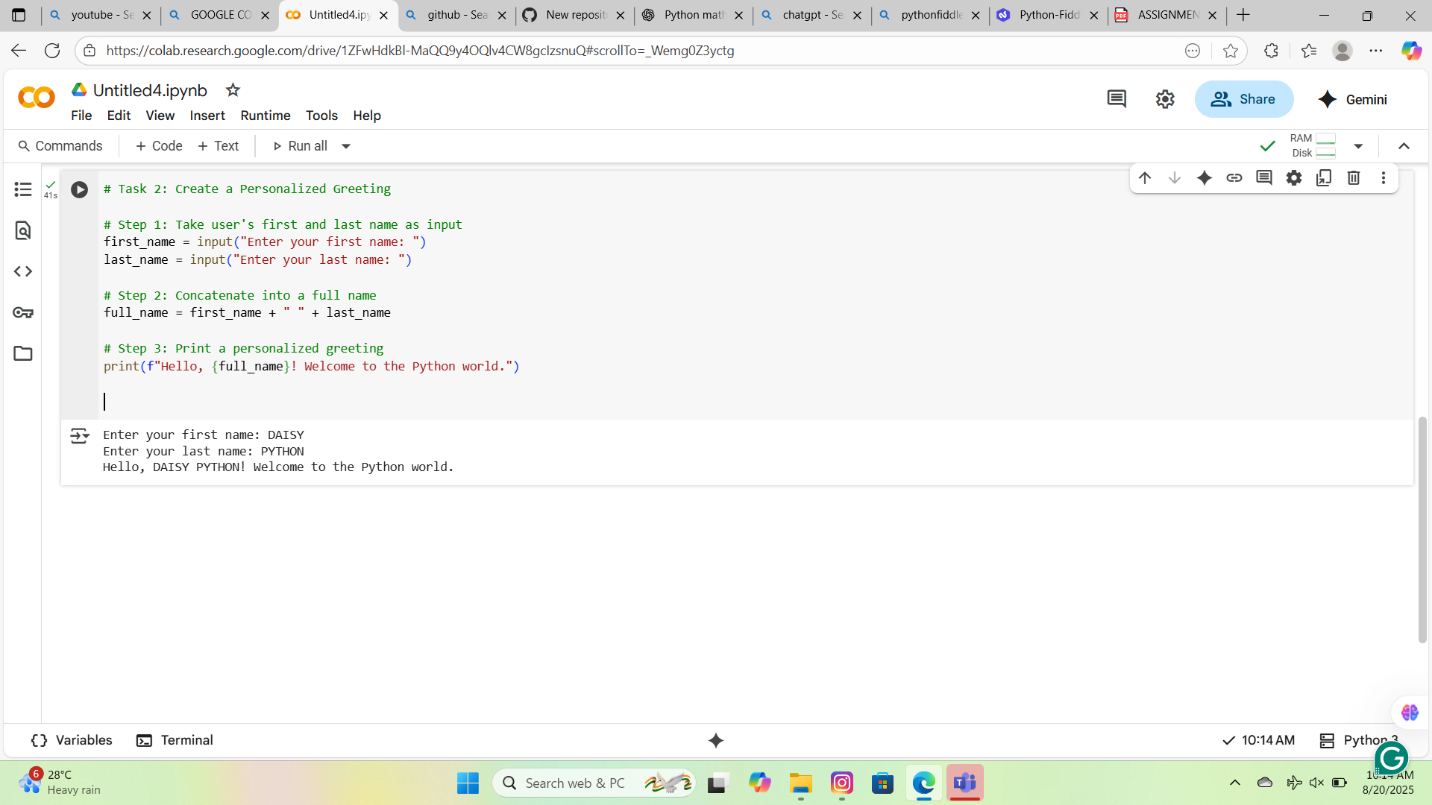 youtube - Se
GOOGLE CO
Untitled4.ipy
github - Sea
New reposit
Python mat
chatgpt - Se
pythonfiddle
Python-Fidd
ASSIGNMEN
https://colab.research.google.com/drive/1ZFwHdkBl-MaQQ9y4OQlv4CW8gcIzsnuQ#scrollTo=_Wemg0Z3yctg
Untitled4.ipynb
File Edit View Insert Runtime Tools Help
Share
Gemini
Commands + Code + Text Run all
RAM
Disk
41s
# Task 2: Create a Personalized Greeting
# Step 1: Take user's first and last name as input
first_name = input("Enter your first name: ")
last_name = input("Enter your last name: ")
# Step 2: Concatenate into a full name
full_name = first_name + " " + last_name
# Step 3: Print a personalized greeting
print(f"Hello, {full_name}! Welcome to the Python world.")
Enter your first name: DAISY
Enter your last name: PYTHON
Hello, DAISY PYTHON! Welcome to the Python world.
{} Variables Terminal
10:14 AM Python 3
6
28°C
Heavy rain
Search web & PC
10:14 AM
8/20/2025